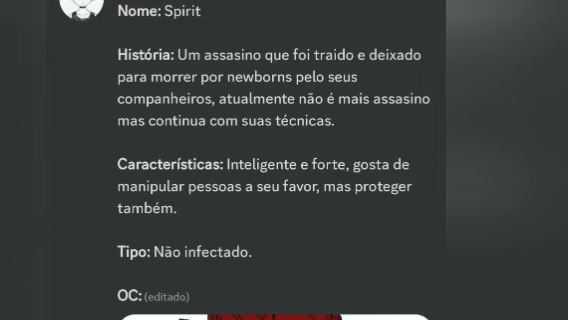 Nome: Spirit
História: Um assasino que foi traido e deixado
para morrer por newborns pelo seus
companheiros, atualmente não é mais assasino
mas continua com suas técnicas.
Características: Inteligente e forte, gosta de
manipular pessoas a seu favor, mas proteger
também.
Tipo: Não infectado.
OC: (editado)